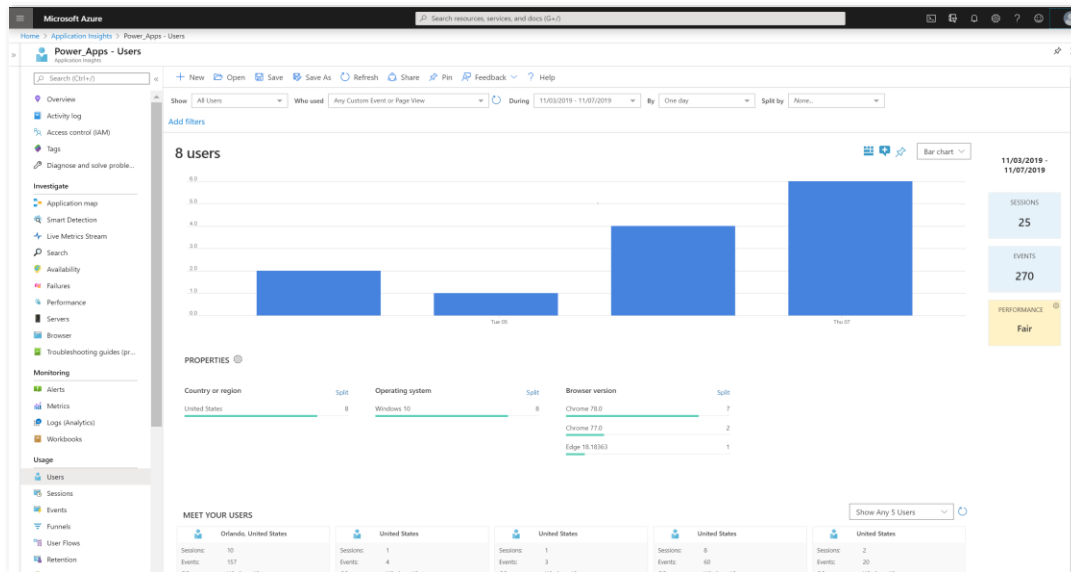 Microsoft Azure
Search resources, services, and docs (G+/)
Home > Application Insights > Power_Apps - Users
Power_Apps - Users
Application Insights
Search (Ctrl+/)
New Open Save Save As Refresh Share Pin Feedback ? Help
Show All Users Who used Any Custom Event or Page View During 11/03/2019 - 11/07/2019 By One day Split by None..
Add filters
Overview
Activity log
Access control (IAM)
Tags
Diagnose and solve proble...
Investigate
Application map
Smart Detection
Live Metrics Stream
Search
Availability
Failures
Performance
Servers
Browser
Troubleshooting guides (pr...
Monitoring
Alerts
Metrics
Logs (Analytics)
Workbooks
Usage
Users
Sessions
Events
Funnels
User Flows
Retention
8 users
Bar chart
6.0
5.0
4.0
3.0
2.0
1.0
0.0
Tue 05 Thu 07
11/03/2019 -
11/07/2019
SESSIONS
25
EVENTS
270
PERFORMANCE
Fair
PROPERTIES
Country or region Split Operating system Split Browser version Split
United States 8 Windows 10 8 Chrome 78.0 7
Chrome 77.0 2
Edge 18.18363 1
MEET YOUR USERS
Show Any 5 Users
Orlando, United States United States United States United States United States
Sessions: 10 Sessions: 1 Sessions: 1 Sessions: 8 Sessions: 2
Events: 157 Events: 4 Events: 3 Events: 60 Events: 20